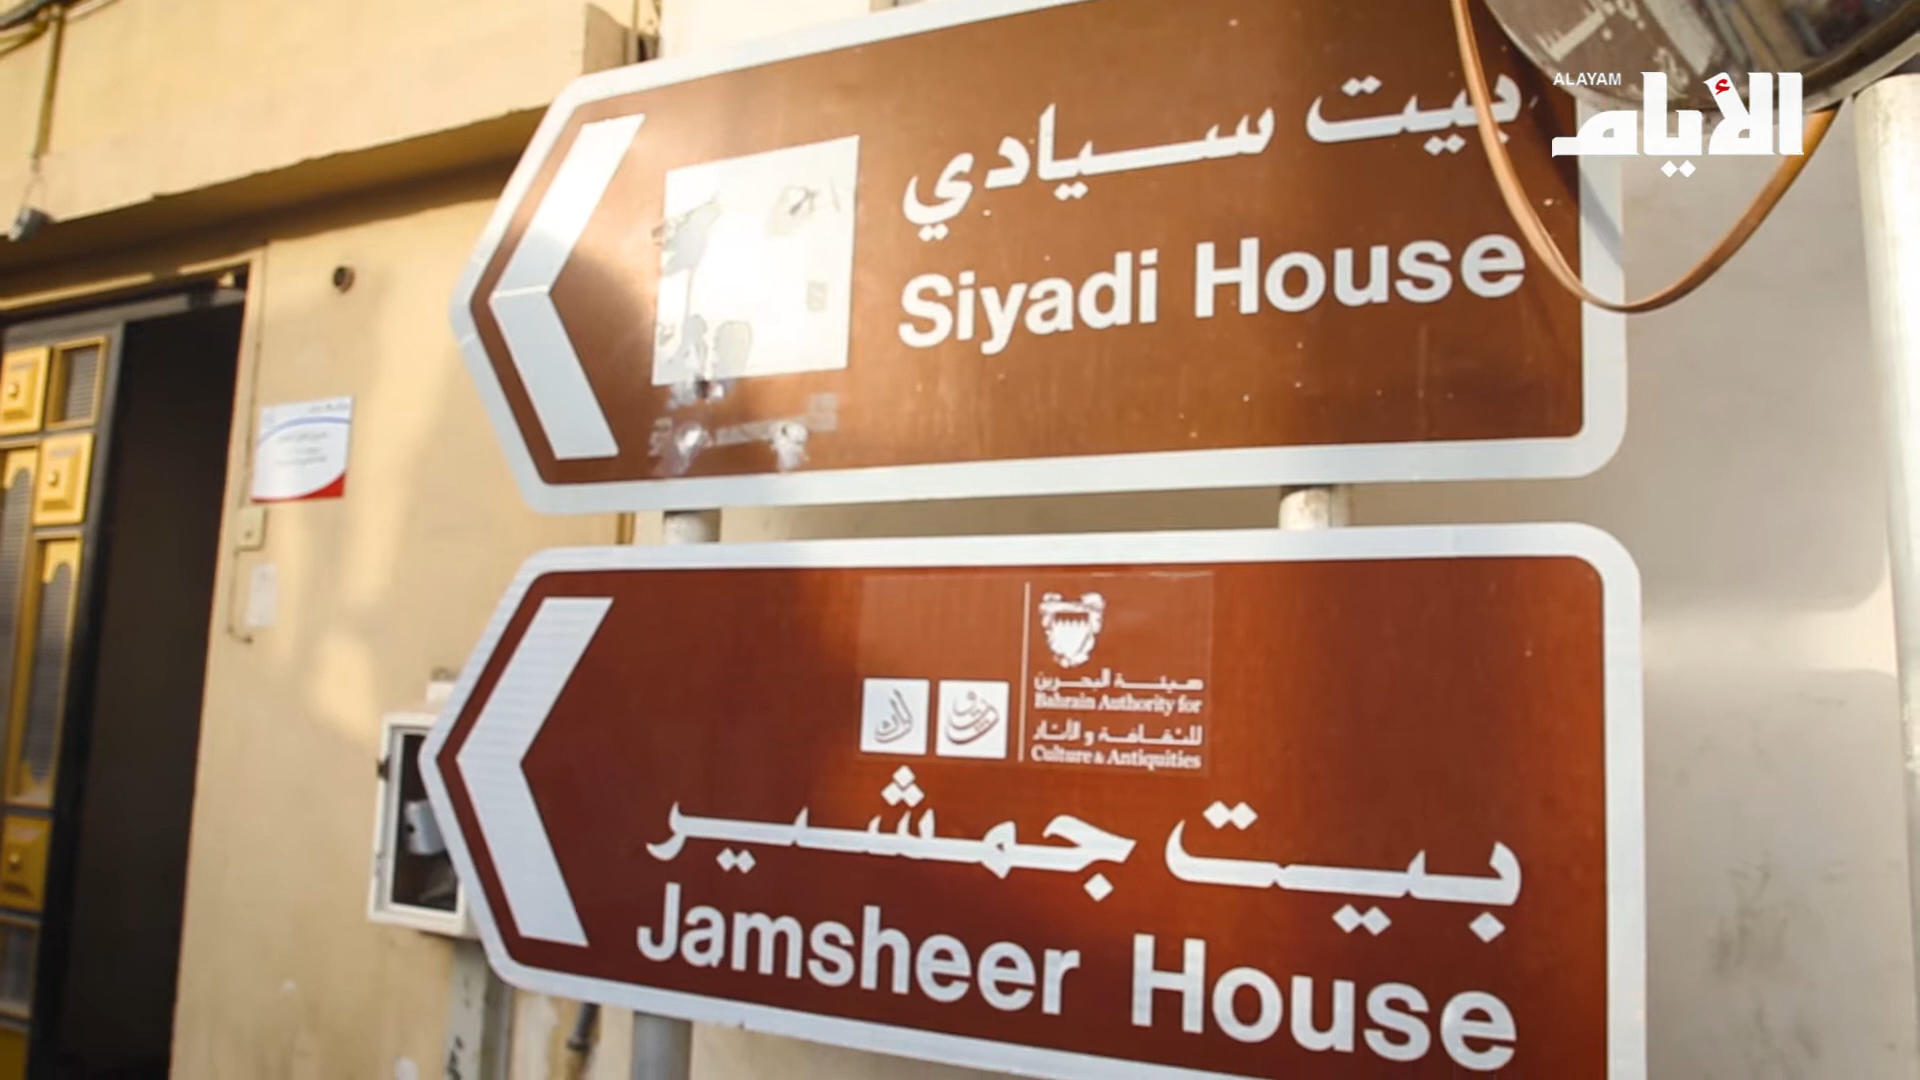 ALAYAM
الأيام
بيت سيادي
Siyadi House
هيئة البحرين
Bahrain Authority for
للثقافة والآثار
Culture & Antiquities
بيت جمشير
Jamsheer House